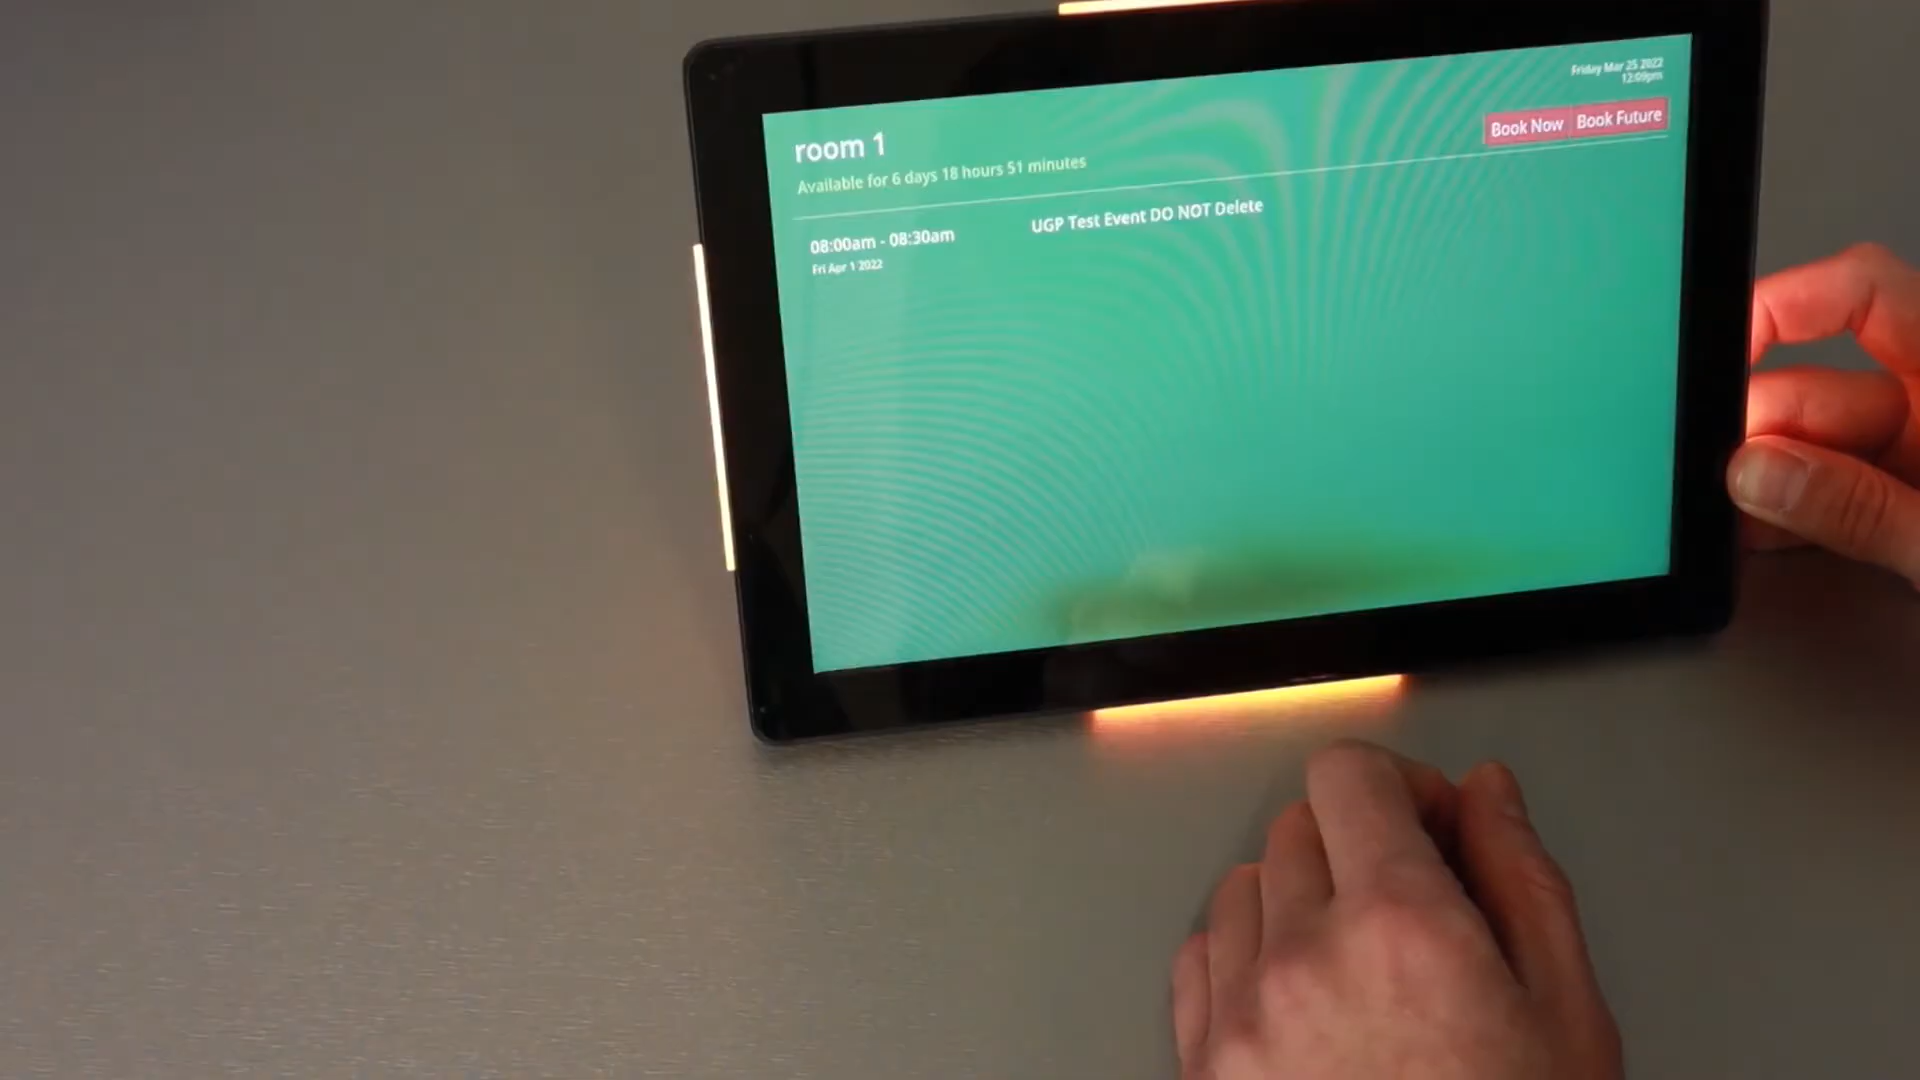 Friday Mar 25 2022
12:09pm
room 1
Book Now
Book Future
Available for 6 days 18 hours 51 minutes
08:00am - 08:30am
UGP Test Event DO NOT Delete
Fri Apr 1 2022